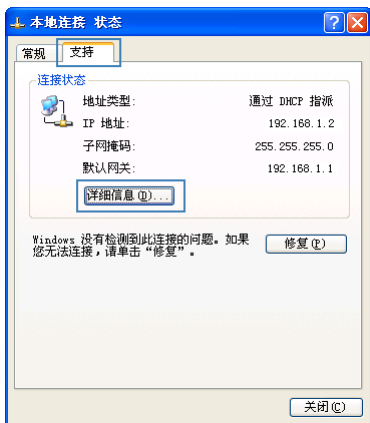 本地连接 状态
常规 支持
连接状态
地址类型: 通过 DHCP 指派
IP 地址: 192.168.1.2
子网掩码: 255.255.255.0
默认网关: 192.168.1.1
详细信息(D)...
Windows 没有检测到此连接的问题。如果
您无法连接,请单击“修复”。
修复(P)
关闭(C)